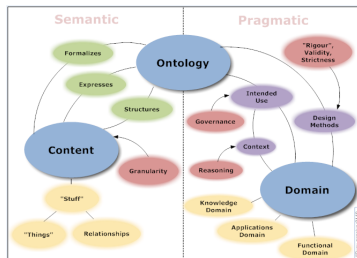 Semantic
Pragmatic
Formalizes
Ontology
"Rigour",
Validity,
Strictness
Expresses
Intended
Use
Structures
Governance
Design
Methods
Content
Context
Granularity
Reasoning
"Stuff"
Domain
Knowledge
Domain
"Things"
Relationships
Applications
Domain
Functional
Domain